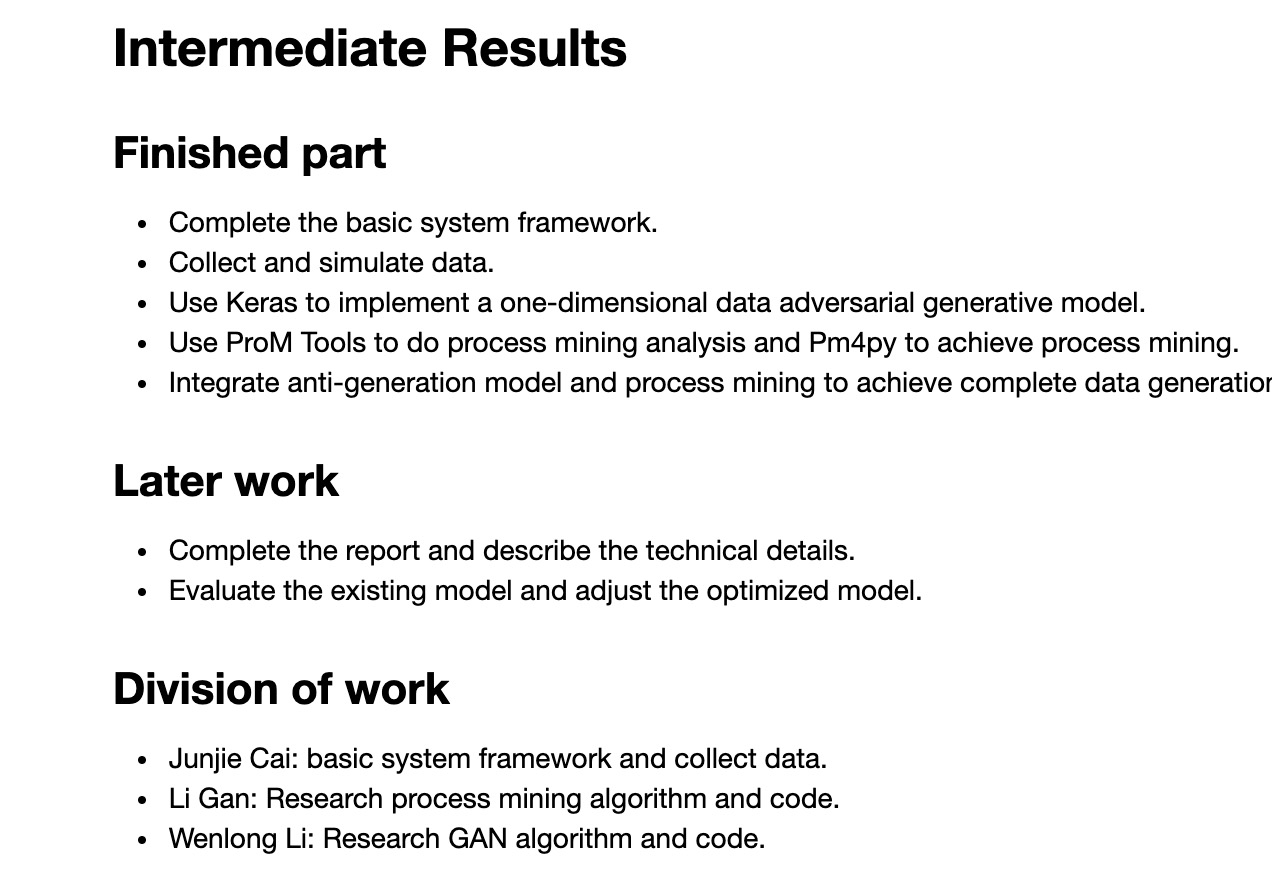 Intermediate Results
Finished part
• Complete the basic system framework.
• Collect and simulate data.
• Use Keras to implement a one-dimensional data adversarial generative model.
• Use ProM Tools to do process mining analysis and Pm4py to achieve process mining.
• Integrate anti-generation model and process mining to achieve complete data generation
Later work
• Complete the report and describe the technical details.
• Evaluate the existing model and adjust the optimized model.
Division of work
• Junjie Cai: basic system framework and collect data.
• Li Gan: Research process mining algorithm and code.
• Wenlong Li: Research GAN algorithm and code.